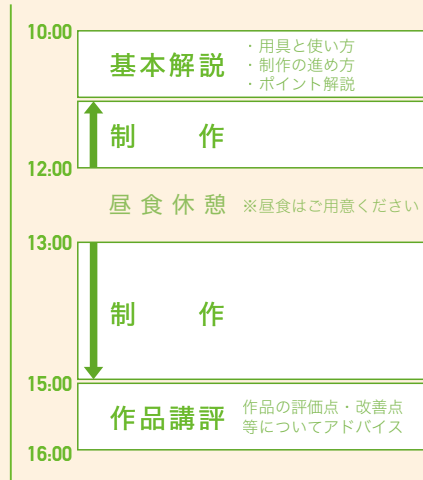 10:00
基本解説
・用具と使い方
・制作の進め方
・ポイント解説
制　作
12:00
昼食休憩 ※昼食はご用意ください
13:00
制　作
15:00
作品講評
作品の評価点・改善点
等についてアドバイス
16:00